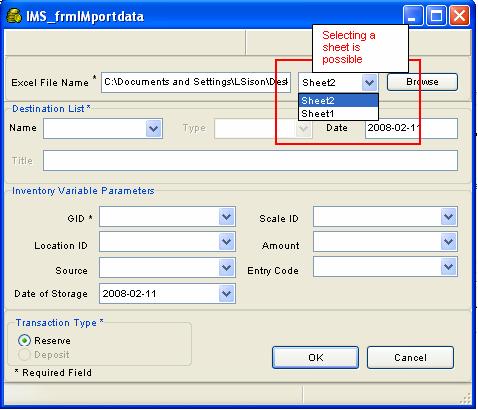 IMS_frmIMportdata
Selecting a
sheet is
possible
Excel File Name * C:\Documents and Settings\LSison\Desk Sheet2 Browse
Sheet2
Sheet1
Destination List *
Name Type Date 2008-02-11
Title
Inventory Variable Parameters
GID * Scale ID
Location ID Amount
Source Entry Code
Date of Storage 2008-02-11
Transaction Type *
Reserve
Deposit
OK Cancel
* Required Field